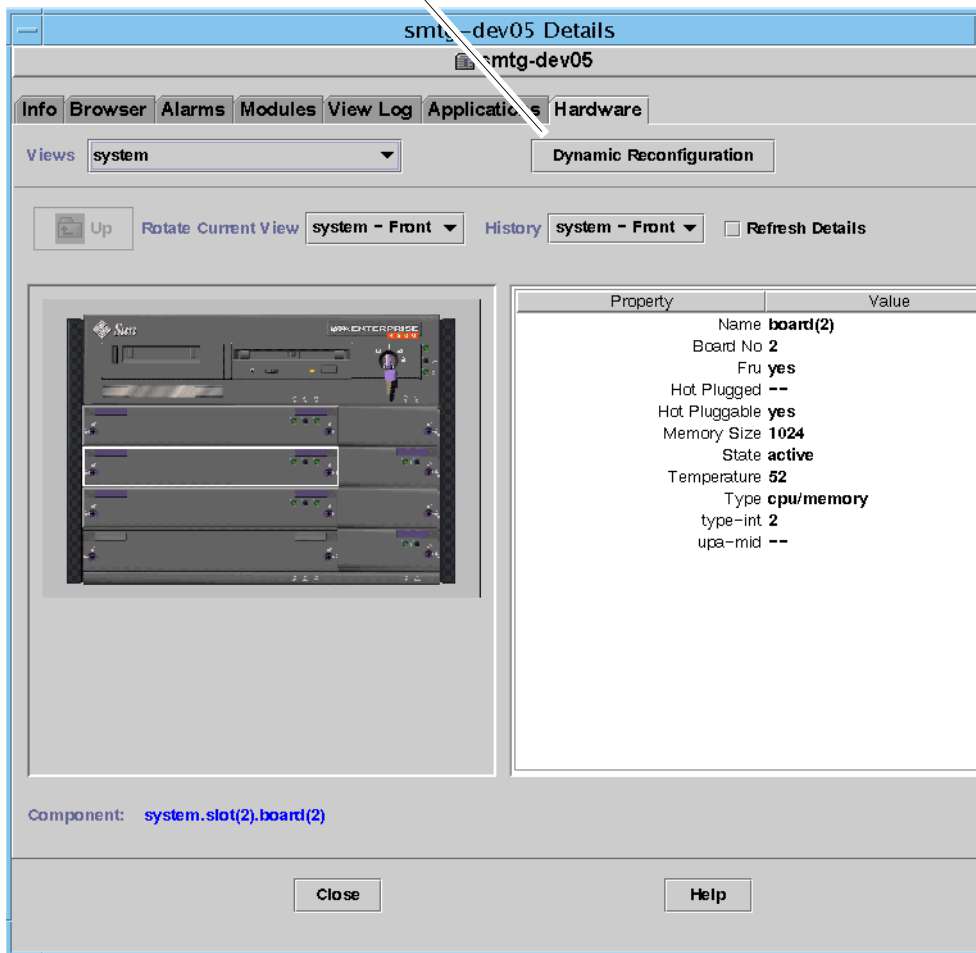 smtg-dev05 Details
smtg-dev05
Info Browser Alarms Modules View Log Applications Hardware
Views system Dynamic Reconfiguration
Up Rotate Current View system - Front History system - Front Refresh Details
Property Value
Name board(2)
Board No 2
Fru yes
Hot Plugged --
Hot Pluggable yes
Memory Size 1024
State active
Temperature 52
Type cpu/memory
type-int 2
upa-mid --
Sun
ENTERPRISE
Component: system.slot(2).board(2)
Close Help